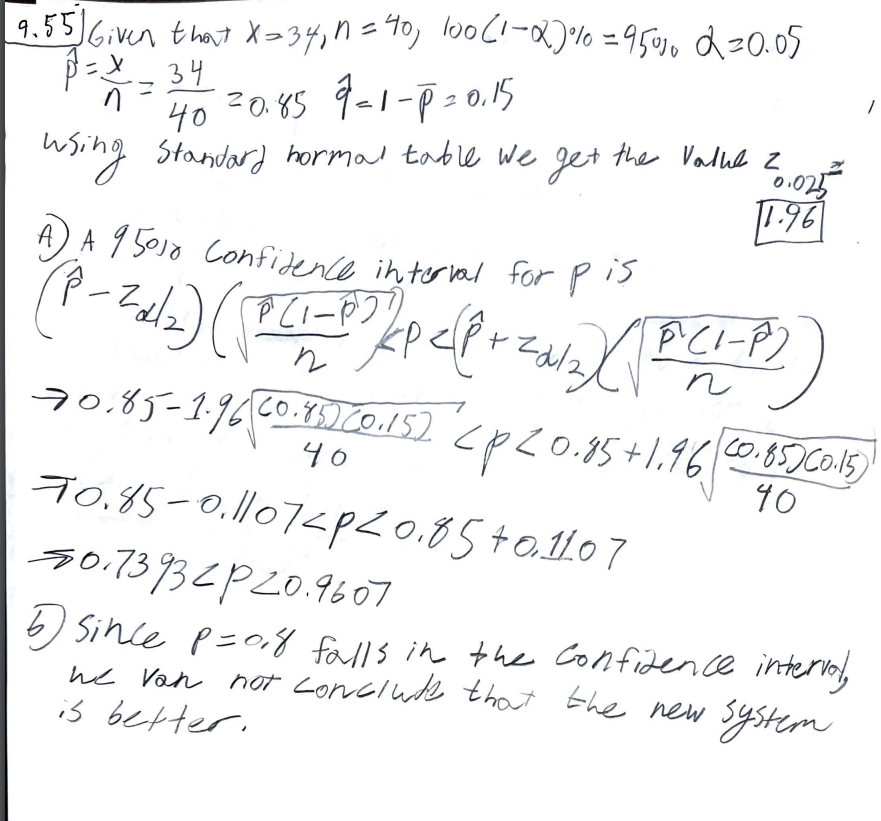 9.55 Given that X=34, n=40, 100(1-α)%=95% α=0.05
p̂ = x/n = 34/40 = 0.85 q̂=1-p̄=0.15
using standard normal table we get the value z_0.025 =
1.96
A) A 95% confidence interval for p is
(p̂-z_α/2)(√(p̂(1-p̂)/n)) <p<(p̂+z_α/2)(√(p̂(1-p̂)/n))
→0.85-1.96√((0.85)(0.15)/40) <p<0.85+1.96√((0.85)(0.15)/40)
→0.85-0.1107<p<0.85+0.1107
→0.7393<p<0.9607
b) Since p=0.8 falls in the confidence interval,
we van not conclude that the new system
is better.